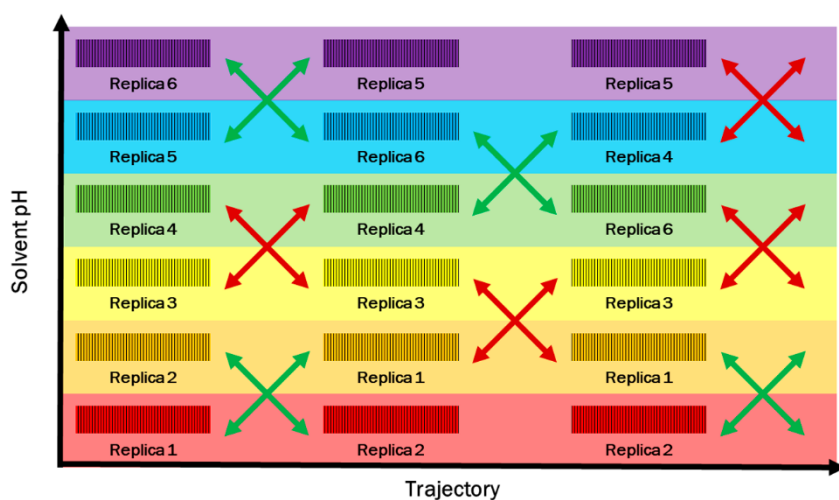 Replica 6 Replica 5 Replica 5
Replica 5 Replica 6 Replica 4
Replica 4 Replica 4 Replica 6
Replica 3 Replica 3 Replica 3
Replica 2 Replica 1 Replica 1
Replica 1 Replica 2 Replica 2
Solvent pH
Trajectory